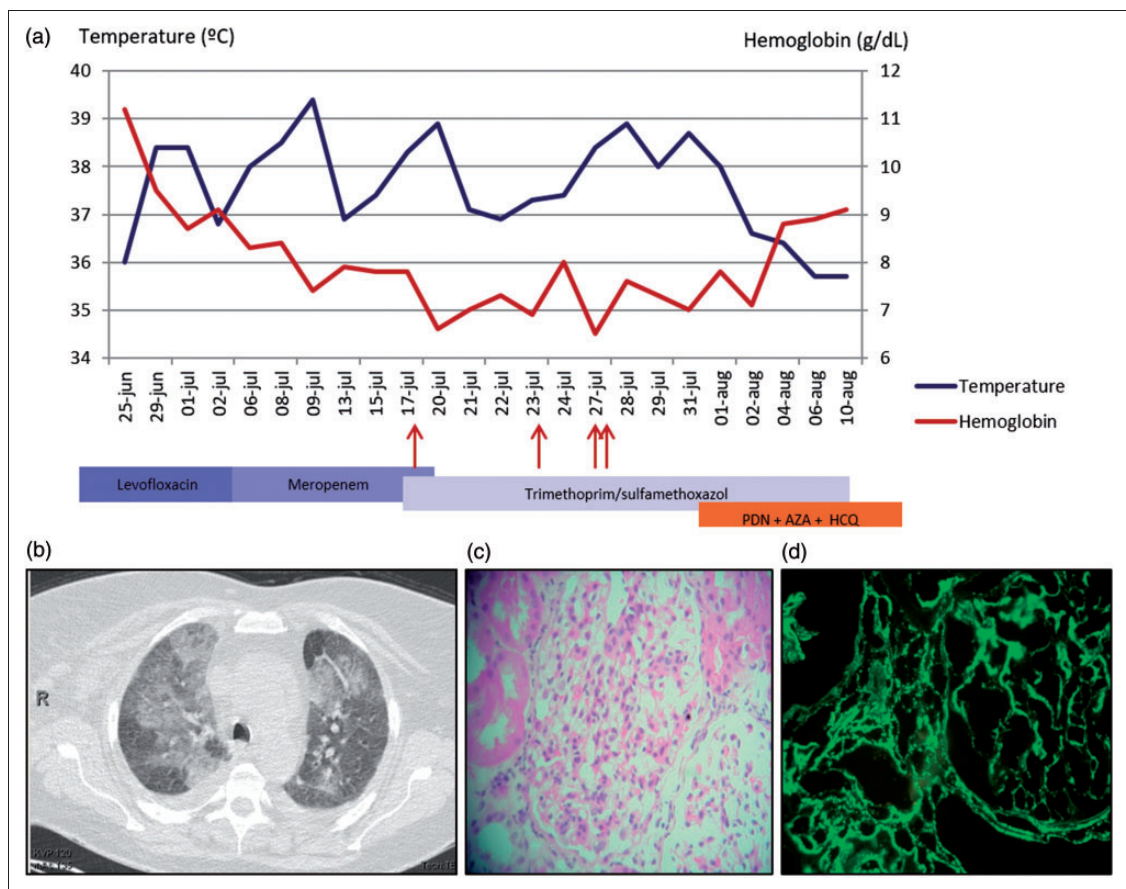 (a)
Temperature (ºC)
Hemoglobin (g/dL)
40
39
38
37
36
35
34
12
11
10
9
8
7
6
25-jun
29-jun
01-jul
02-jul
06-jul
08-jul
09-jul
13-jul
15-jul
17-jul
20-jul
21-jul
22-jul
23-jul
24-jul
27-jul
28-jul
29-jul
31-jul
01-aug
02-aug
04-aug
06-aug
10-aug
Temperature
Hemoglobin
Levofloxacin
Meropenem
Trimethoprim/sulfamethoxazol
PDN + AZA + HCQ
(b)
(c)
(d)
R
KVP 120